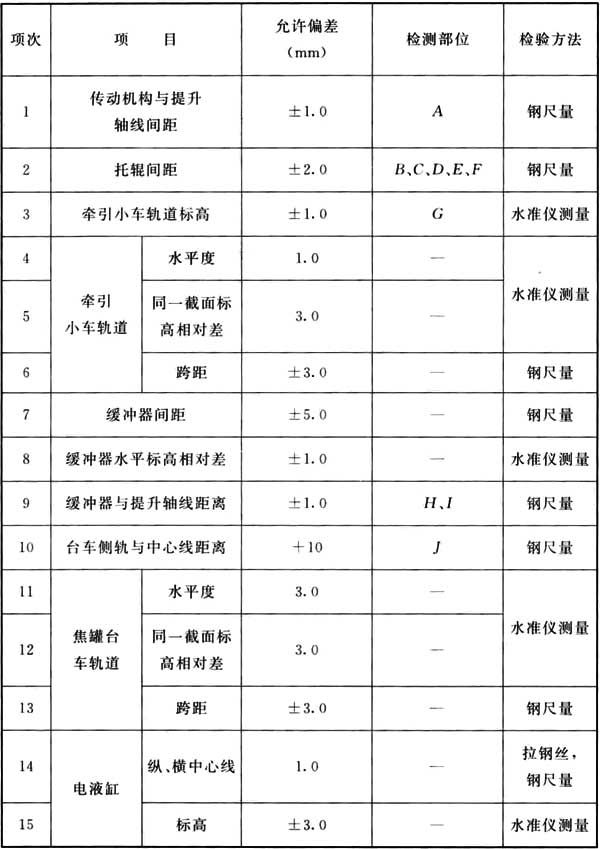 项次 项 目 允许偏差（mm） 检测部位 检验方法
1 传动机构与提升轴线间距 ±1.0 A 钢尺量
2 托辊间距 ±2.0 B、C、D、E、F 钢尺量
3 牵引小车轨道标高 ±1.0 G 水准仪测量
4 牵引小车轨道 水平度 1.0 — 水准仪测量
5 同一截面标高相对差 3.0 —
6 跨距 ±3.0 — 钢尺量
7 缓冲器间距 ±5.0 — 钢尺量
8 缓冲器水平标高相对差 ±1.0 — 水准仪测量
9 缓冲器与提升轴线距离 ±1.0 H、I 钢尺量
10 台车侧轨与中心线距离 +10 J 钢尺量
11 焦罐台车轨道 水平度 3.0 — 水准仪测量
12 同一截面标高相对差 3.0 —
13 跨距 ±3.0 — 钢尺量
14 电液缸 纵、横中心线 1.0 — 拉钢丝，钢尺量
15 标高 ±3.0 — 水准仪测量